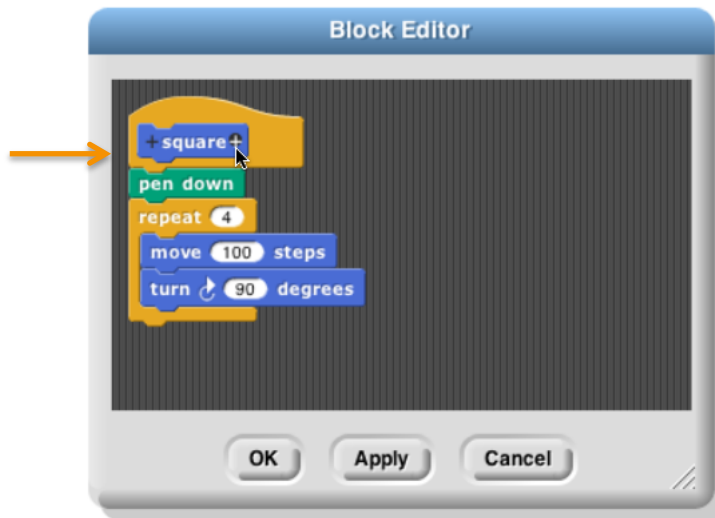 Block Editor
+ square +
pen down
repeat 4
move 100 steps
turn 90 degrees
OK Apply Cancel